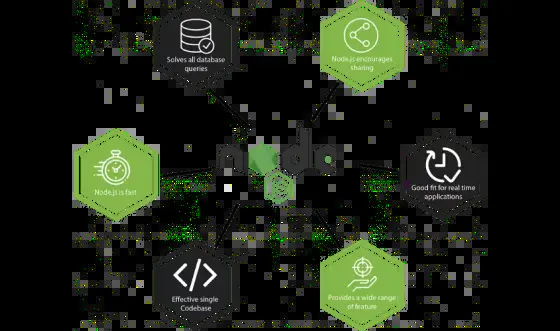 Solves all database
queries
Node.js encourages
sharing
node
Node.js is fast
Good fit for real time
applications
Effective single
Codebase
Provides a wide range
of feature